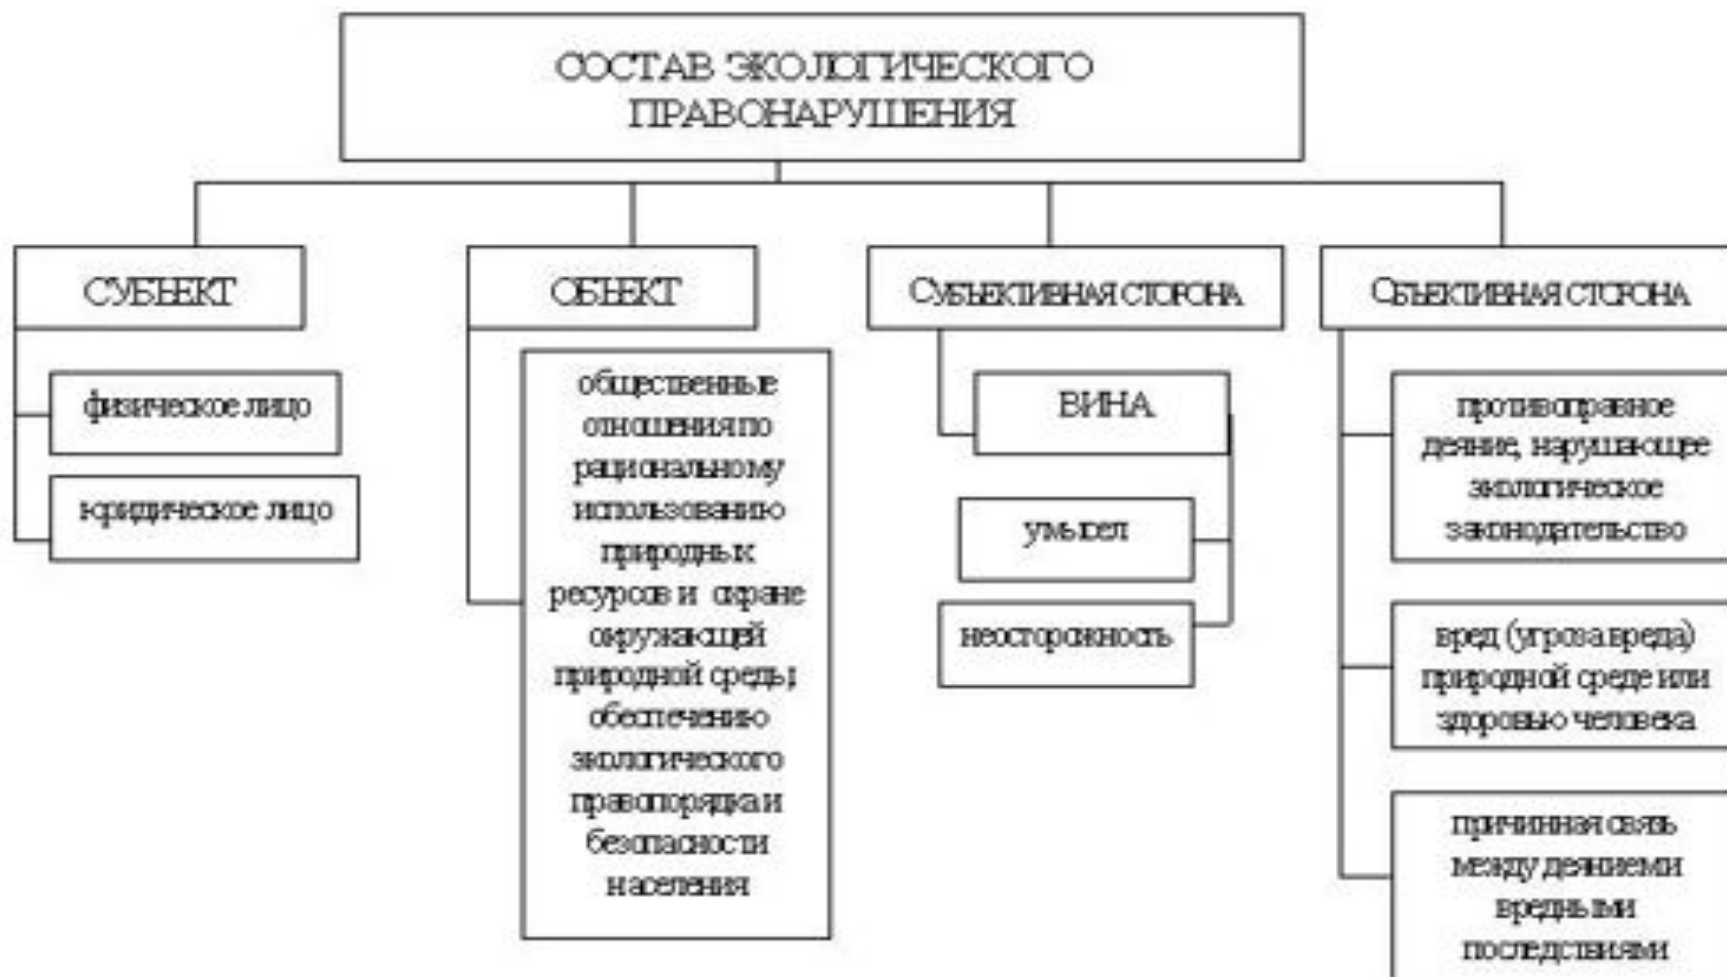 СОСТАВ ЭКОЛОГИЧЕСКОГО
ПРАВОНАРУШЕНИЯ
СУБЪЕКТ
физическое лицо
юридическое лицо
ОБЪЕКТ
общественные
отношения по
рациональному
использованию
природных
ресурсов и охране
окружающей
природной среды;
обеспечению
экологического
правопорядка и
безопасности
населения
СУБЪЕКТИВНАЯ СТОРОНА
ВИНА
умысел
неосторожность
ОБЪЕКТИВНАЯ СТОРОНА
противоправное
деяние, нарушающее
экологическое
законодательство
вред (угроза вреда)
природной среде или
здоровью человека
причинная связь
между деянием и
вредными
последствиями